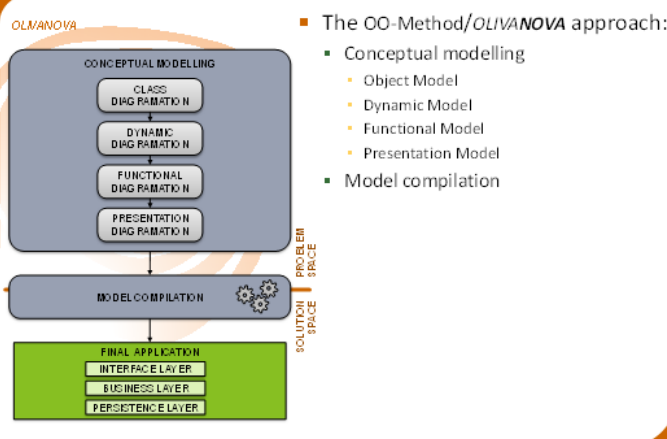 OLIVANOVA
CONCEPTUAL MODELLING
CLASS
DIAGRAMATION
DYNAMIC
DIAGRAMATION
FUNCTIONAL
DIAGRAMATION
PRESENTATION
DIAGRAMATION
PROBLEM
SPACE
MODEL COMPILATION
SOLUTION
SPACE
FINAL APPLICATION
INTERFACE LAYER
BUSINESS LAYER
PERSISTENCE LAYER
The OO-Method/OLIVANOVA approach:
Conceptual modelling
Object Model
Dynamic Model
Functional Model
Presentation Model
Model compilation